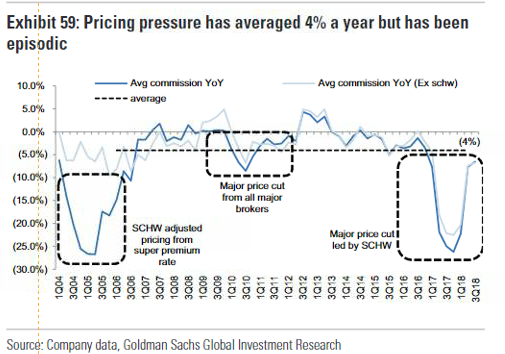 Exhibit 59: Pricing pressure has averaged 4% a year but has been
episodic
Avg commission YoY
Avg commission YoY (Ex schw)
average
10.0%
5.0%
0.0%
(5.0%)
(10.0%)
(15.0%)
(20.0%)
(25.0%)
(30.0%)
(4%)
SCHW adjusted
pricing from
super premium
rate
Major price cut
from all major
brokers
Major price cut
led by SCHW
1Q04
3Q04
1Q05
3Q05
1Q06
3Q06
1Q07
3Q07
1Q08
3Q08
1Q09
3Q09
1Q10
3Q10
1Q11
3Q11
1Q12
3Q12
1Q13
3Q13
1Q14
3Q14
1Q15
3Q15
1Q16
3Q16
1Q17
3Q17
1Q18
3Q18
Source: Company data, Goldman Sachs Global Investment Research